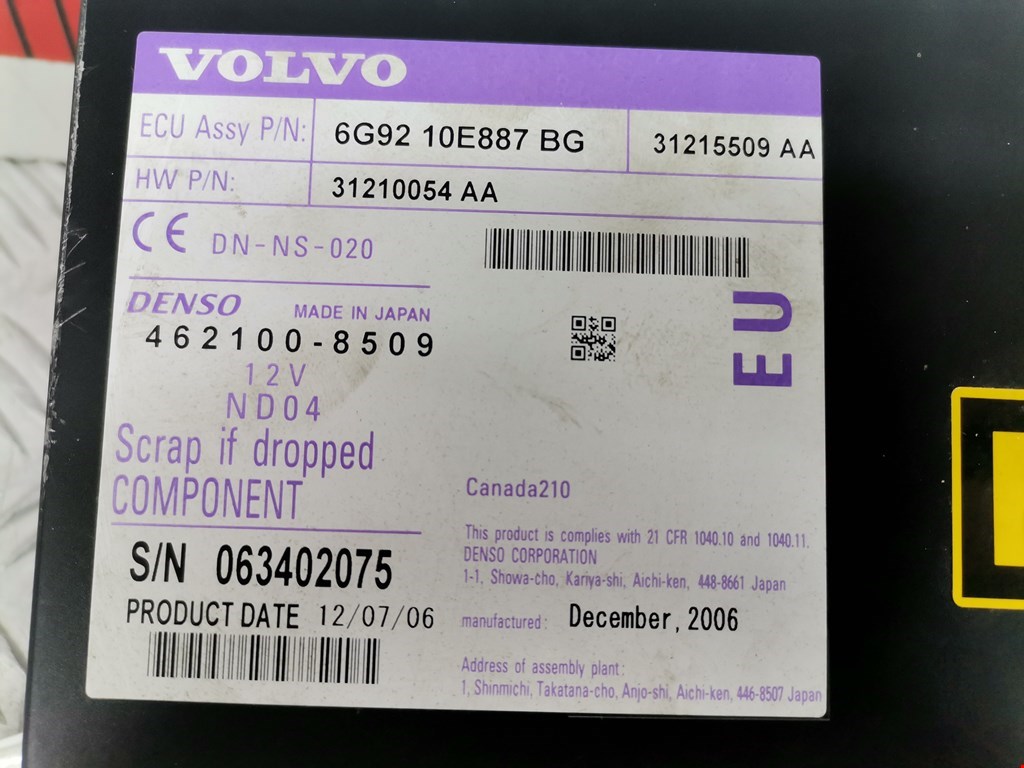 VOLVO
ECU Assy P/N: 6G92 10E887 BG 31215509 AA
HW P/N: 31210054 AA
CE DN-NS-020
DENSO MADE IN JAPAN
462100-8509
12V
ND04
EU
Scrap if dropped
COMPONENT
Canada210
This product is complies with 21 CFR 1040.10 and 1040.11.
DENSO CORPORATION
1-1, Showa-cho, Kariya-shi, Aichi-ken, 448-8661 Japan
S/N 063402075
PRODUCT DATE 12/07/06
manufactured: December, 2006
Address of assembly plant:
1, Shinmichi, Takatana-cho, Anjo-shi, Aichi-ken, 446-8507 Japan